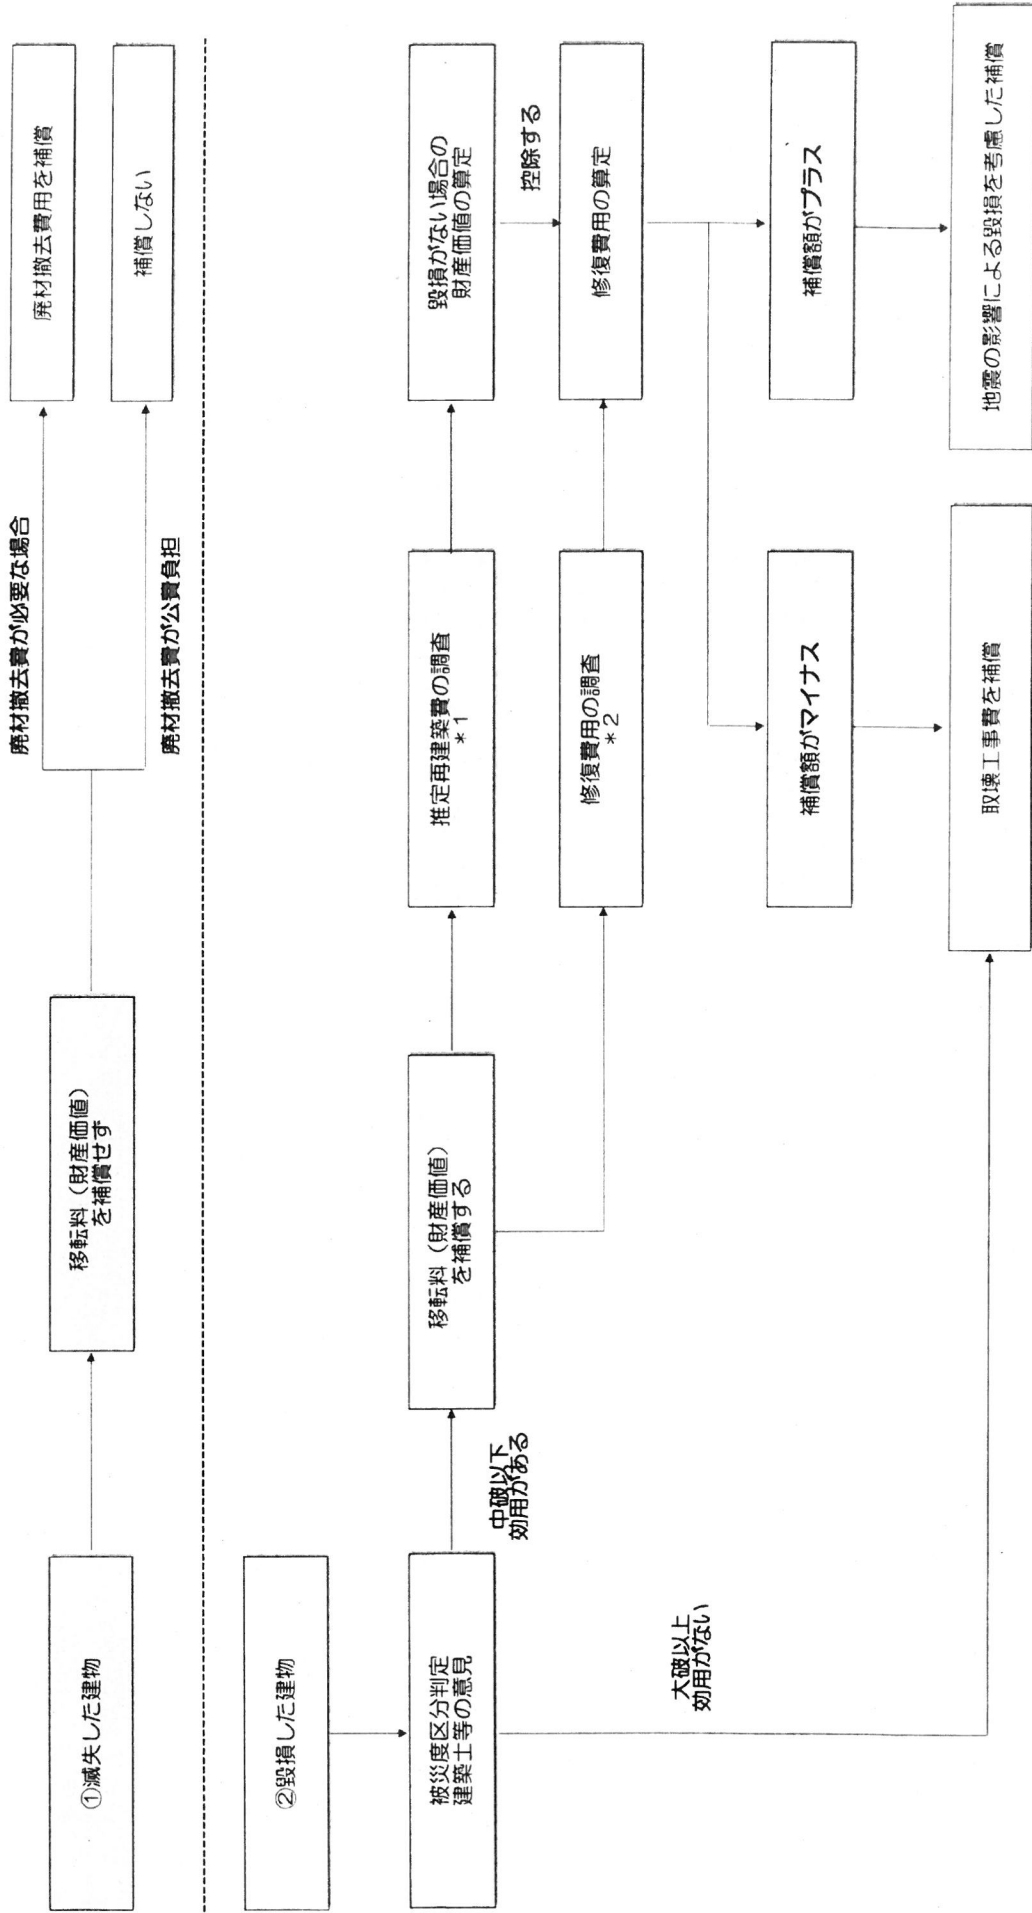 ①滅失した建物
移転料（財産価値）
を補償せず
廃材撤去費が必要な場合
廃材撤去費用を補償
廃材撤去費が公費負担
補償しない
②毀損した建物
被災度区分判定
建築士等の意見
中破以下
効用がある
移転料（財産価値）
を補償する
推定再建築費の調査
＊1
毀損がない場合の
財産価値の算定
控除する
修復費用の調査
＊2
修復費用の算定
補償額がマイナス
補償額がプラス
大破以上
効用がない
取壊工事費を補償
地震の影響による毀損を考慮した補償